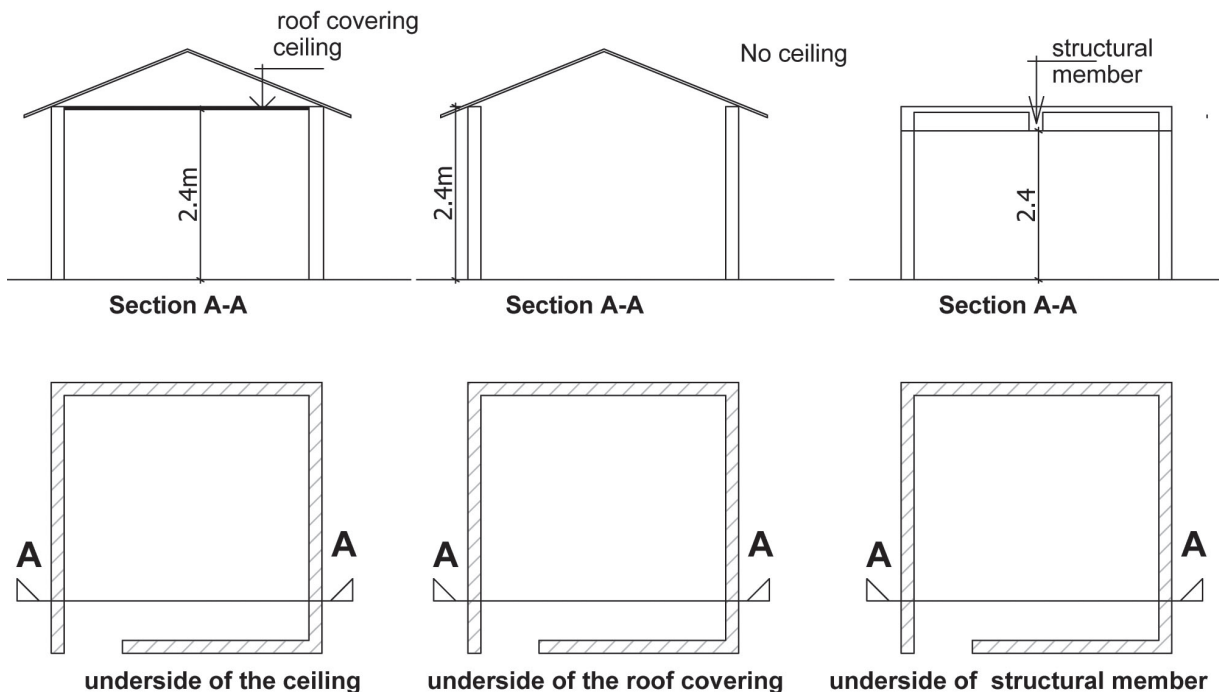 roof covering
ceiling
2.4m
Section A-A
No ceiling
2.4m
Section A-A
structural
member
2.4
Section A-A
A
A
underside of the ceiling
A
A
underside of the roof covering
A
A
underside of structural member